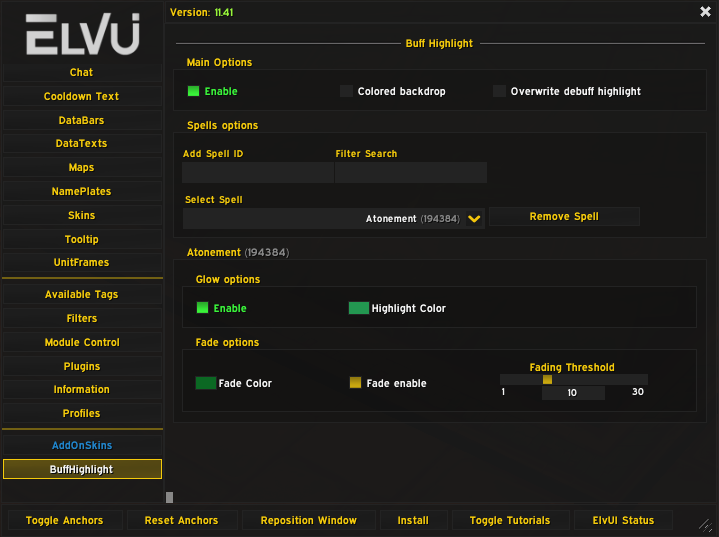 ELVUI
Version: 11.41
Chat
Cooldown Text
DataBars
DataTexts
Maps
NamePlates
Skins
Tooltip
UnitFrames
Available Tags
Filters
Module Control
Plugins
Information
Profiles
AddOnSkins
BuffHighlight
Buff Highlight
Main Options
Enable Colored backdrop Overwrite debuff highlight
Spells options
Add Spell ID Filter Search
Select Spell
Atonement (194384) Remove Spell
Atonement (194384)
Glow options
Enable Highlight Color
Fade options
Fading Threshold
Fade Color Fade enable
1 10 30
Toggle Anchors Reset Anchors Reposition Window Install Toggle Tutorials ElvUI Status